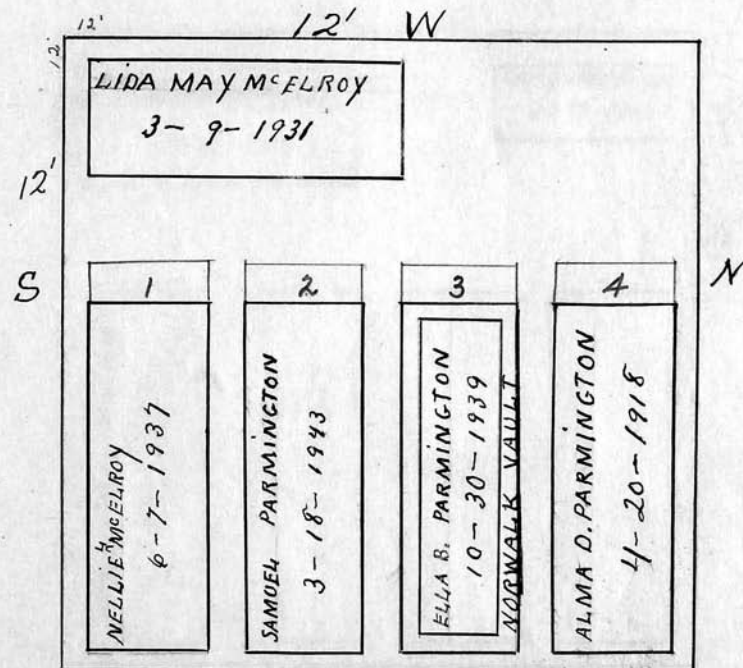 12' 12' W
12'
LIDA MAY McELROY
3 - 9 - 1931
12'
S
N
1
2
3
4
NELLIE H McELROY
6 - 7 - 1937
SAMUEL PARMINGTON
3 - 18 - 1943
ELLA B. PARMINGTON
10 - 30 - 1939
NORWALK VAULT
ALMA D. PARMINGTON
4 - 20 - 1918